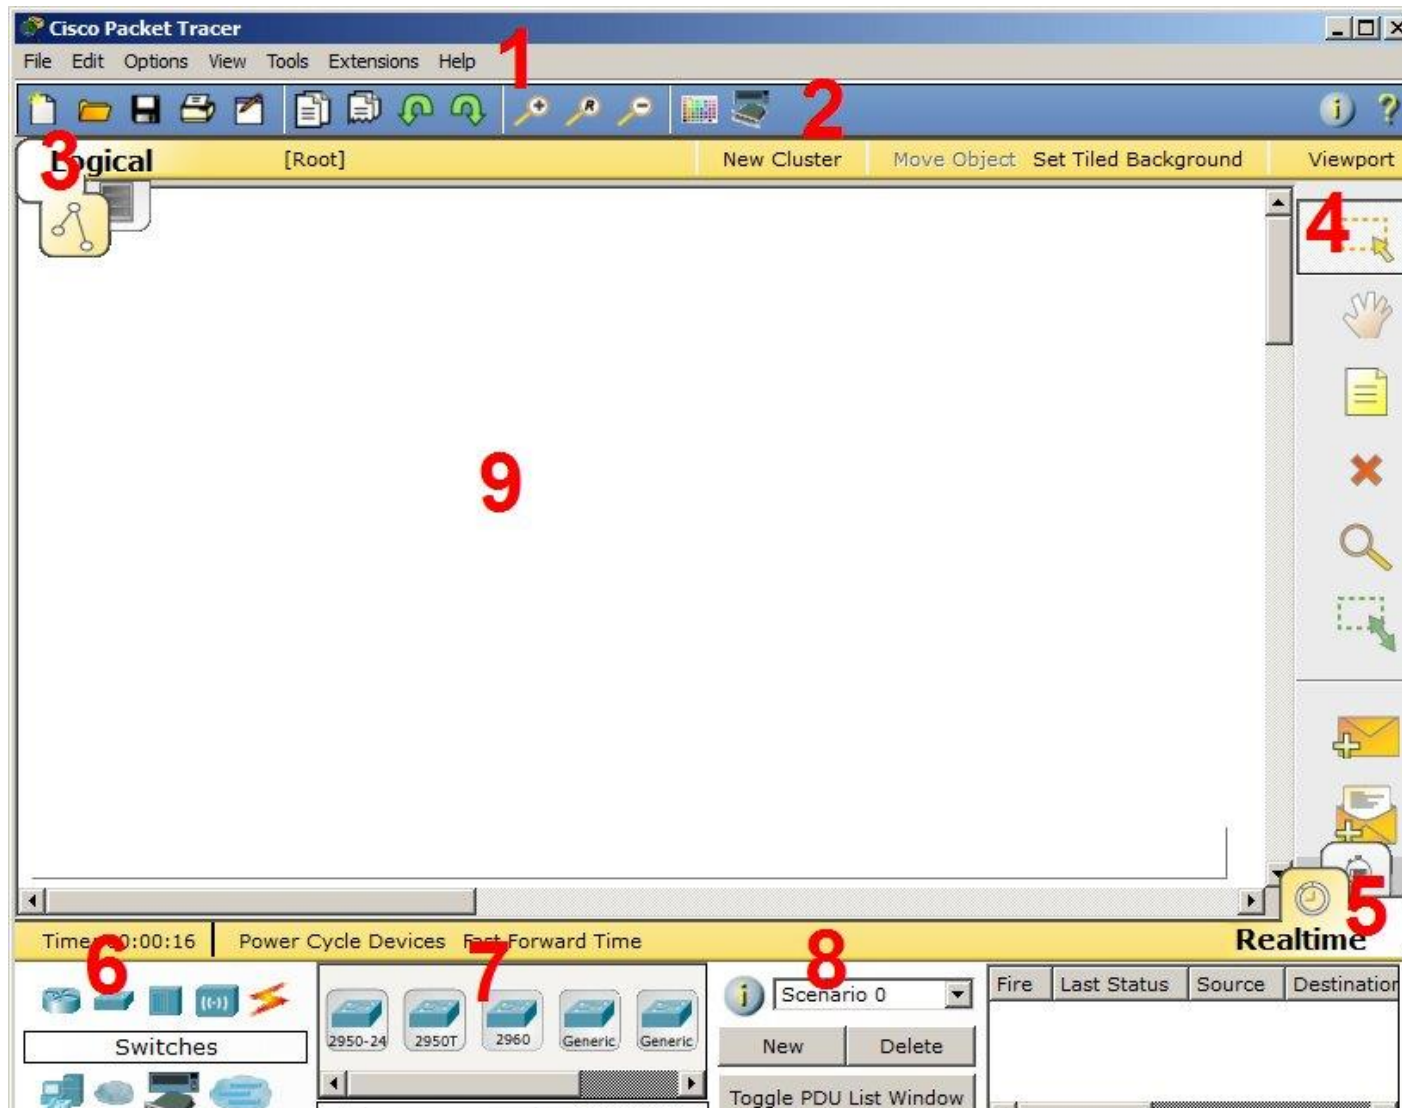 Cisco Packet Tracer
1
File Edit Options View Tools Extensions Help
2
R
i ?
3
Logical [Root] New Cluster Move Object Set Tiled Background Viewport
4
9
5
Time: 00:00:16 Power Cycle Devices Fast Forward Time Realtime
6 7 8
i Scenario 0 Fire Last Status Source Destination
2950-24 2950T 2960 Generic Generic
Switches New Delete
Toggle PDU List Window